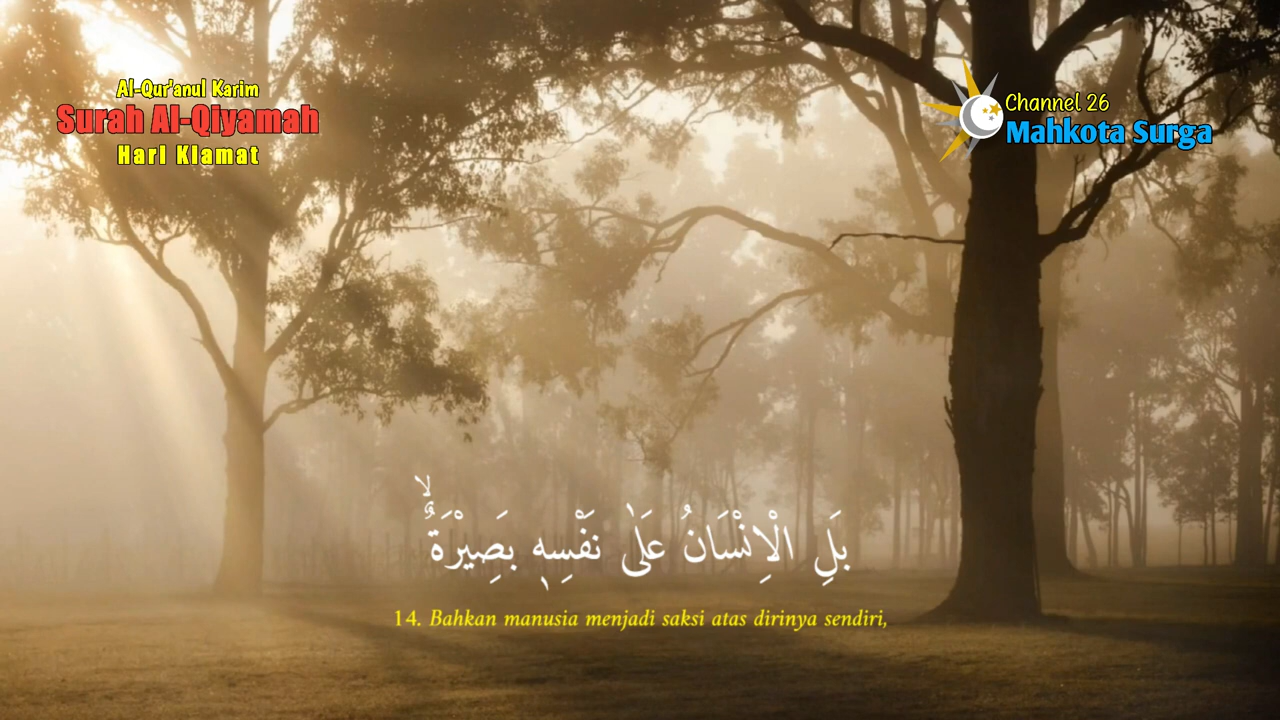 Al-Qur'anul Karim
Surah Al-Qiyamah
Hari Kiamat
Channel 26
Mahkota Surga
بَلِ الْاِنْسَانُ عَلٰى نَفْسِهٖ بَصِيْرَةٌۙ
14. Bahkan manusia menjadi saksi atas dirinya sendiri,